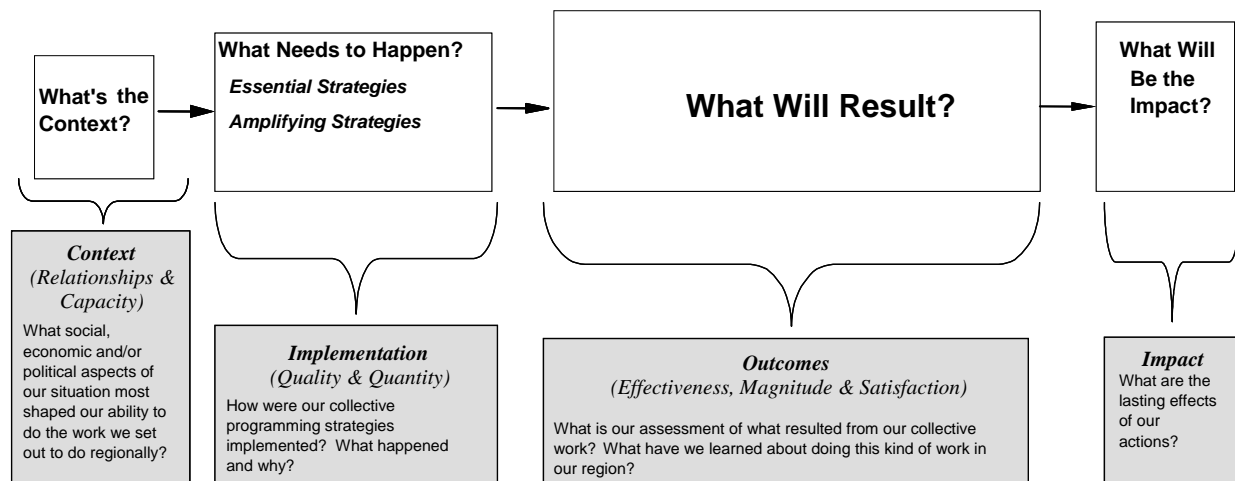 What's the
Context?
What Needs to Happen?
Essential Strategies
Amplifying Strategies
What Will Result?
What Will
Be the
Impact?
Context
(Relationships &
Capacity)
What social,
economic and/or
political aspects of
our situation most
shaped our ability to
do the work we set
out to do regionally?
Implementation
(Quality & Quantity)
How were our collective
programming strategies
implemented?  What happened
and why?
Outcomes
(Effectiveness, Magnitude & Satisfaction)
What is our assessment of what resulted from our collective
work?  What have we learned about doing this kind of work in
our region?
Impact
What are the
lasting effects
of our
actions?